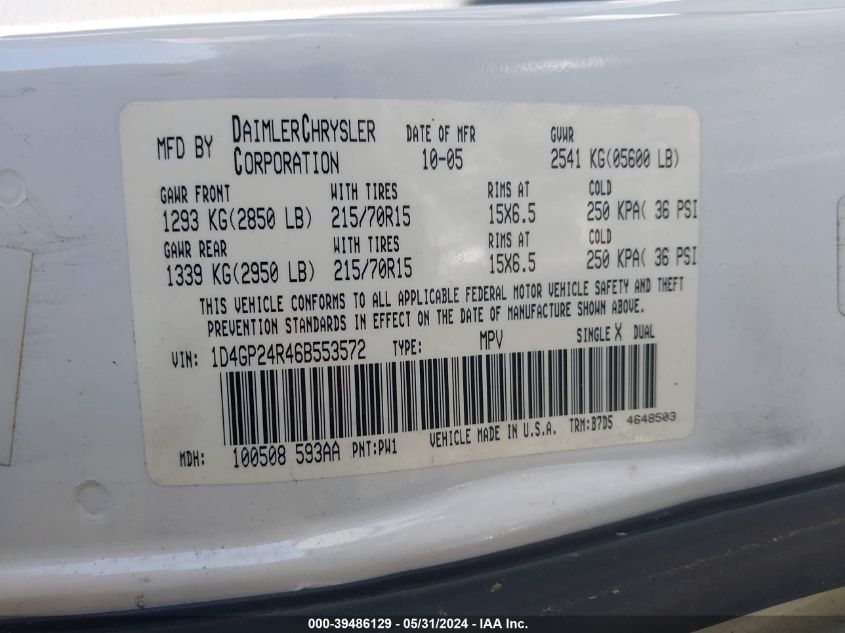 MFD BY DAIMLERCHRYSLER CORPORATION
DATE OF MFR
10-05
GVWR
2541 KG(05600 LB)
GAWR FRONT WITH TIRES RIMS AT COLD
1293 KG(2850 LB) 215/70R15 15X6.5 250 KPA( 36 PSI
GAWR REAR WITH TIRES RIMS AT COLD
1339 KG(2950 LB) 215/70R15 15X6.5 250 KPA( 36 PSI
THIS VEHICLE CONFORMS TO ALL APPLICABLE FEDERAL MOTOR VEHICLE SAFETY AND THEFT
PREVENTION STANDARDS IN EFFECT ON THE DATE OF MANUFACTURE SHOWN ABOVE.
VIN: 1D4GP24R46B553572 TYPE: MPV SINGLE X DUAL
MDH: 100508 593AA PNT:PW1 VEHICLE MADE IN U.S.A. TRM:B7D5 4648503
000-39486129 - 05/31/2024 - IAA Inc.